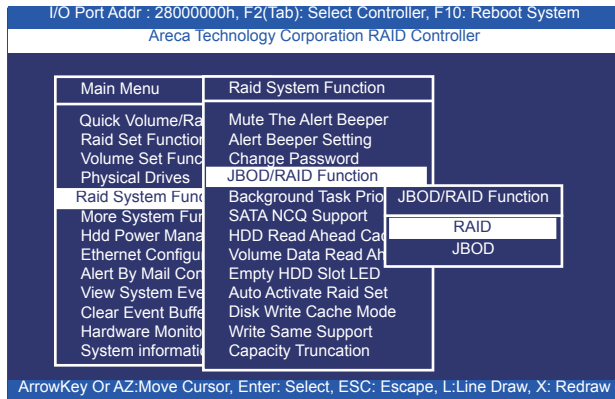 I/O Port Addr : 28000000h, F2(Tab): Select Controller, F10: Reboot System
Areca Technology Corporation RAID Controller
Main Menu
Quick Volume/Ra
Raid Set Function
Volume Set Func
Physical Drives
Raid System Func
More System Fun
Hdd Power Mana
Ethernet Configu
Alert By Mail Con
View System Eve
Clear Event Buffe
Hardware Monito
System informatio
Raid System Function
Mute The Alert Beeper
Alert Beeper Setting
Change Password
JBOD/RAID Function
Background Task Prio
SATA NCQ Support
HDD Read Ahead Cac
Volume Data Read Ah
Empty HDD Slot LED
Auto Activate Raid Set
Disk Write Cache Mode
Write Same Support
Capacity Truncation
JBOD/RAID Function
RAID
JBOD
ArrowKey Or AZ:Move Cursor, Enter: Select, ESC: Escape, L:Line Draw, X: Redraw